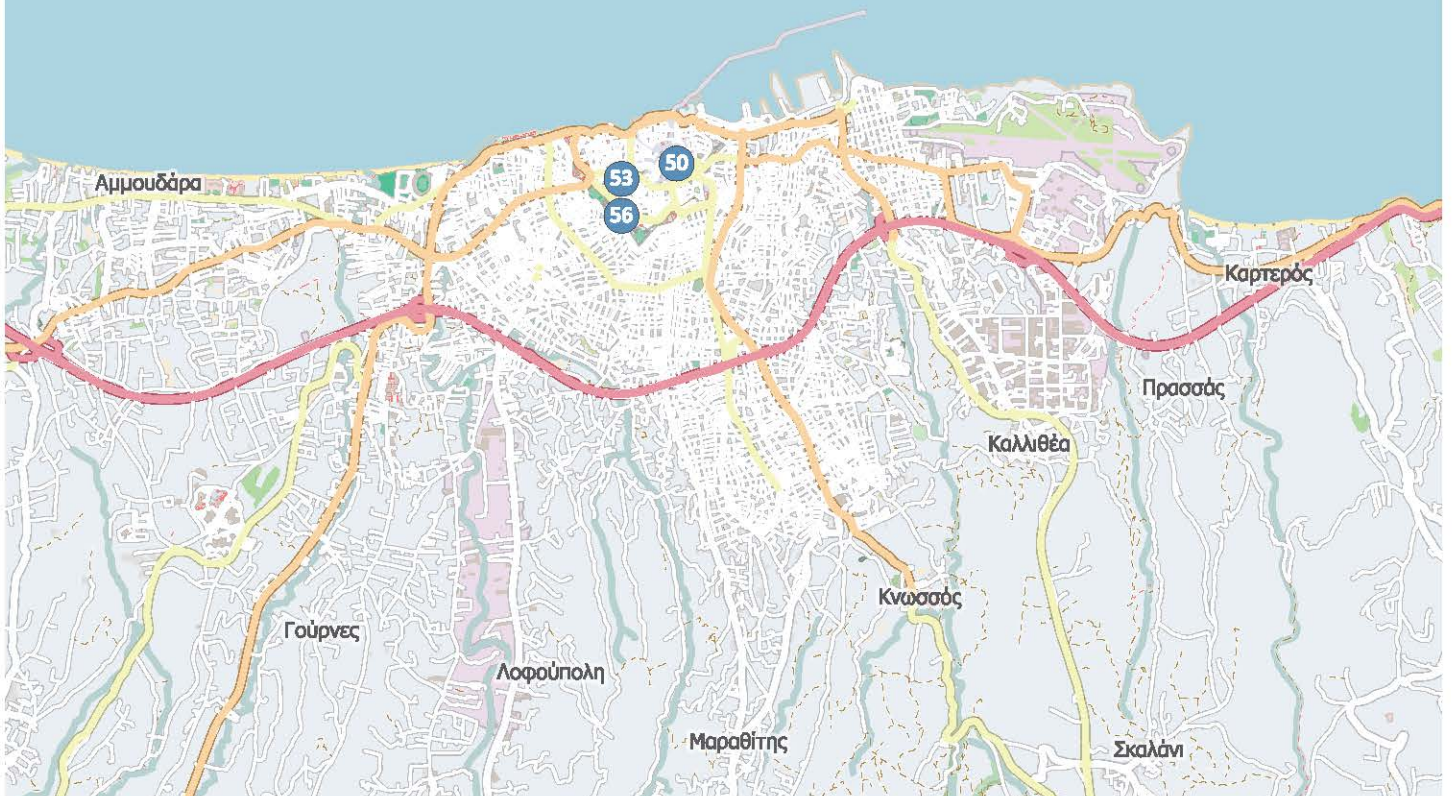 50
53
Αμμουδάρα
56
Καρτερός
Πρασσάς
Καλλιθέα
Κνωσσός
Γούρνες
Λοφούπολη
Μαραθίτης
Σκαλάνι